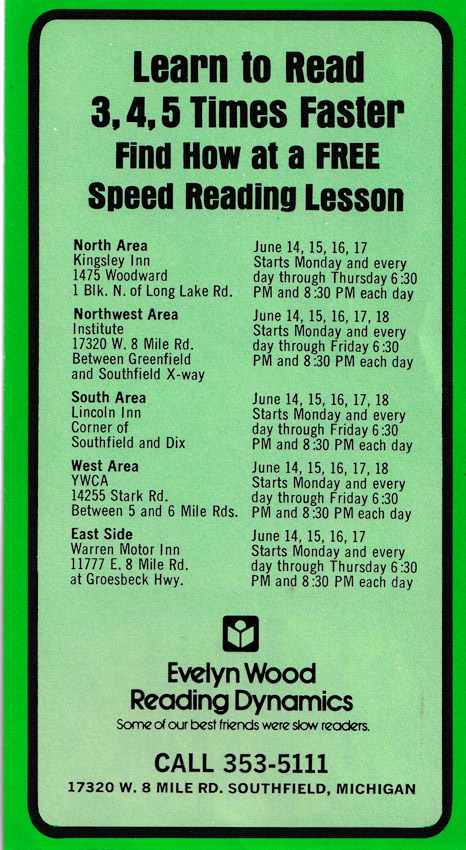 Learn to Read
3, 4, 5 Times Faster
Find How at a FREE
Speed Reading Lesson
North Area
Kingsley Inn
1475 Woodward
1 Blk. N. of Long Lake Rd.
June 14, 15, 16, 17
Starts Monday and every
day through Thursday 6:30
PM and 8:30 PM each day
Northwest Area
Institute
17320 W. 8 Mile Rd.
Between Greenfield
and Southfield X-way
June 14, 15, 16, 17, 18
Starts Monday and every
day through Friday 6:30
PM and 8:30 PM each day
South Area
Lincoln Inn
Corner of
Southfield and Dix
June 14, 15, 16, 17, 18
Starts Monday and every
day through Friday 6:30
PM and 8:30 PM each day
West Area
YWCA
14255 Stark Rd.
Between 5 and 6 Mile Rds.
June 14, 15, 16, 17, 18
Starts Monday and every
day through Friday 6:30
PM and 8:30 PM each day
East Side
Warren Motor Inn
11777 E. 8 Mile Rd.
at Groesbeck Hwy.
June 14, 15, 16, 17
Starts Monday and every
day through Thursday 6:30
PM and 8:30 PM each day
Evelyn Wood
Reading Dynamics
Some of our best friends were slow readers.
CALL 353-5111
17320 W. 8 MILE RD. SOUTHFIELD, MICHIGAN